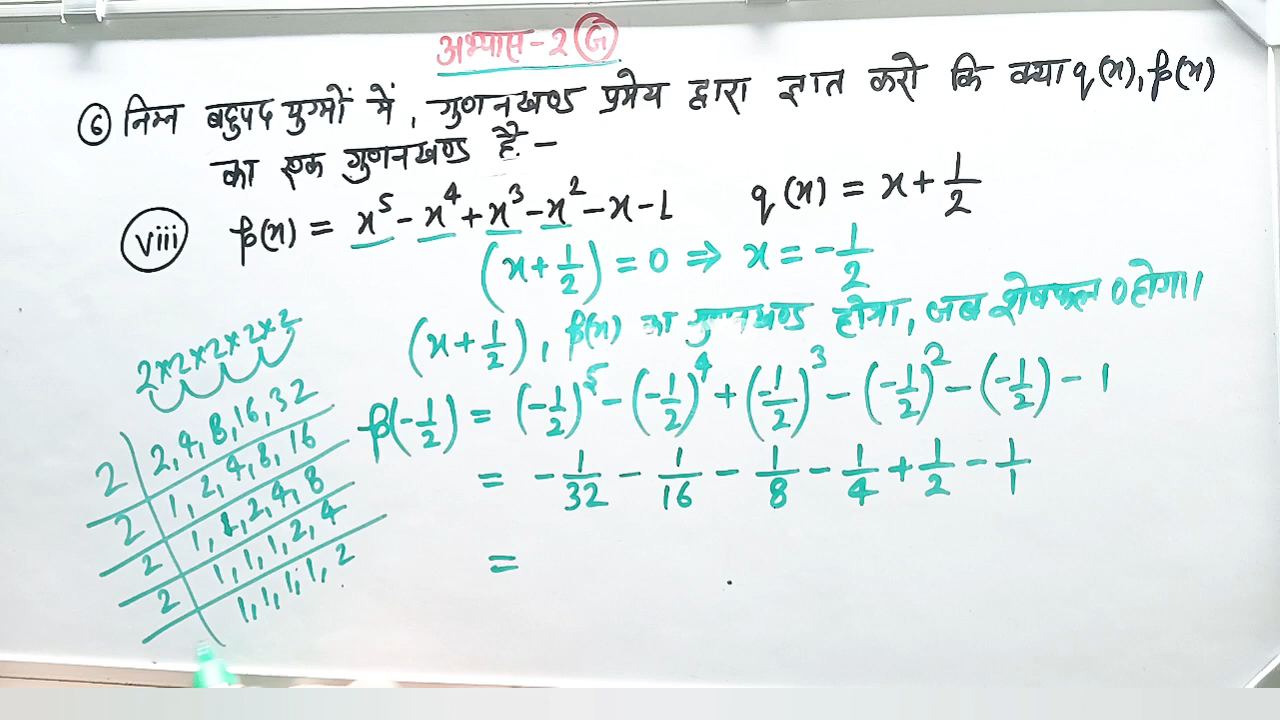 अभ्यास - २ G
6 निम्न बहुपद युग्मों में, गुणनखण्ड प्रमेय द्वारा ज्ञात करो कि क्या q(x), p(x)
का एक गुणनखण्ड है -
viii p(x) = x⁵ - x⁴ + x³ - x² - x - 1 q(x) = x + 1/2
(x + 1/2) = 0 ⇒ x = - 1/2
(x + 1/2), p(x) का गुणनखण्ड होगा, जब शेषफल 0 होगा।
p(-1/2) = (-1/2)⁵ - (-1/2)⁴ + (-1/2)³ - (-1/2)² - (-1/2) - 1
= - 1/32 - 1/16 - 1/8 - 1/4 + 1/2 - 1/1
=
2×2×2×2×2
2 | 2, 4, 8, 16, 32
2 | 1, 2, 4, 8, 16
2 | 1, 1, 2, 4, 8
2 | 1, 1, 1, 2, 4
1, 1, 1, 1, 2